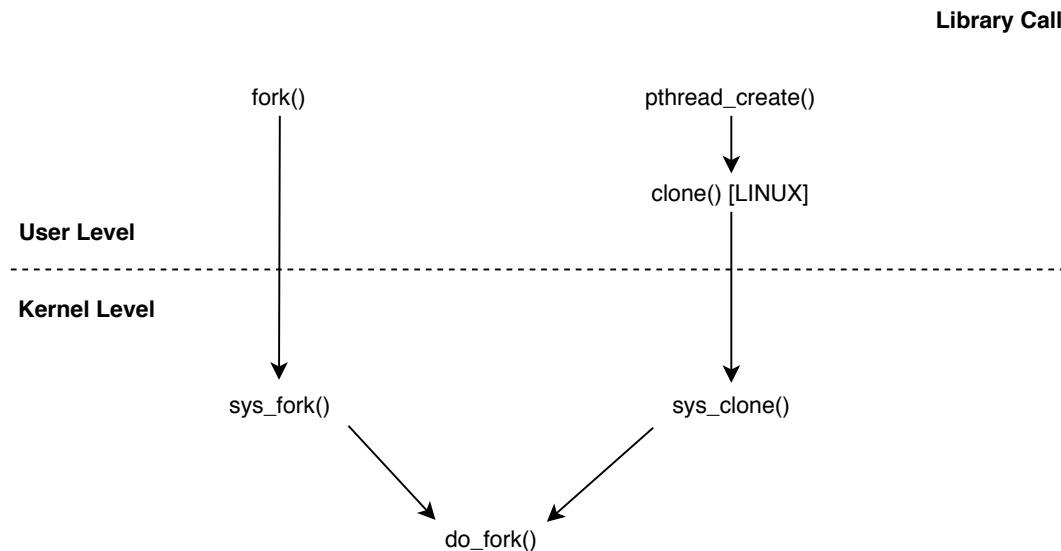 Library Call
fork()
pthread_create()
clone() [LINUX]
User Level
Kernel Level
sys_fork()
sys_clone()
do_fork()